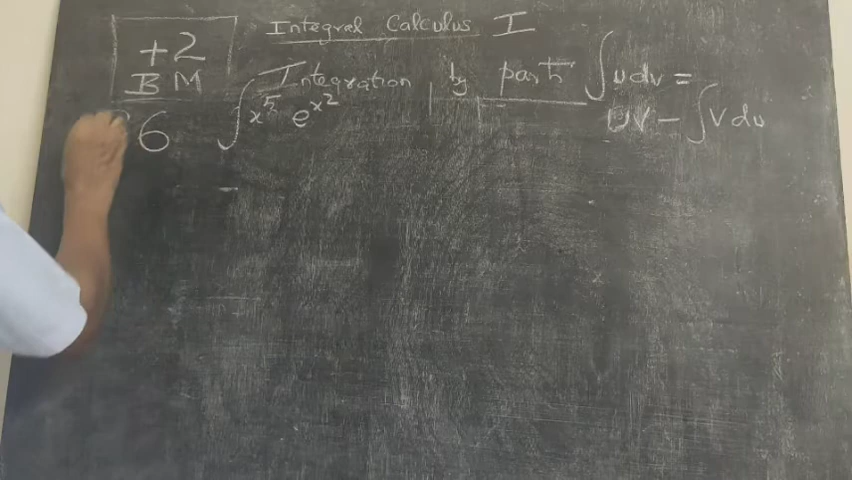 Integral Calculus I
+2
BM
Integration by parts ∫udv =
uv - ∫vdu
6 ∫x⁵ e^x²